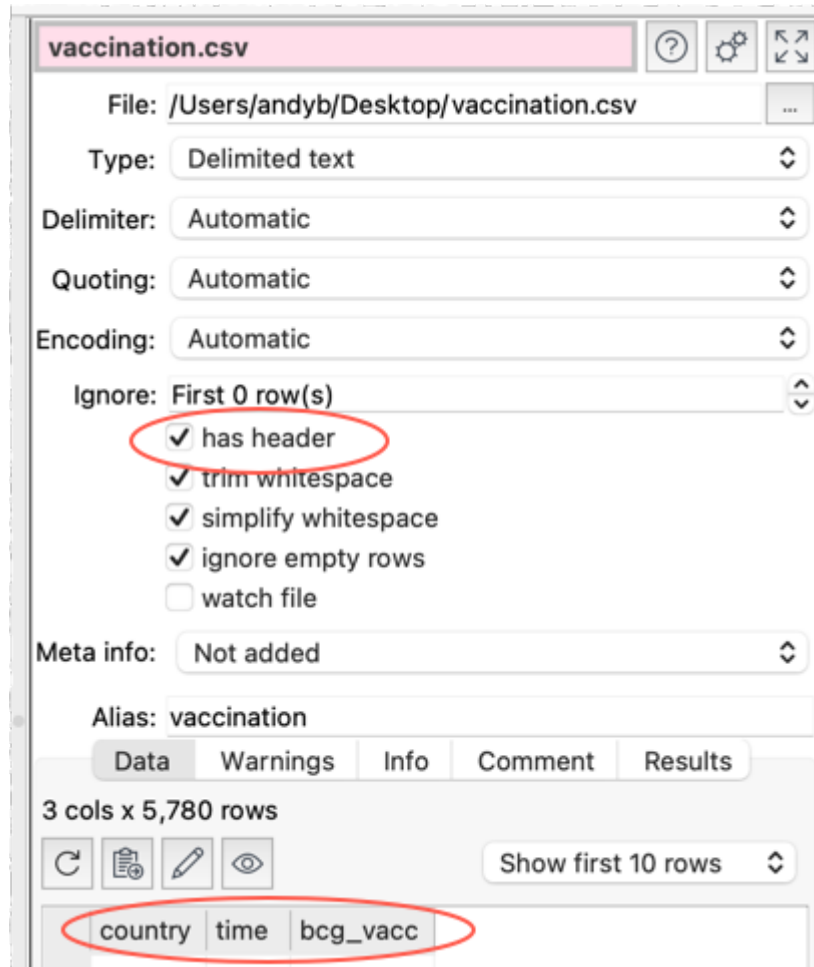 vaccination.csv
File: /Users/andyb/Desktop/vaccination.csv ...
Type: Delimited text
Delimiter: Automatic
Quoting: Automatic
Encoding: Automatic
Ignore: First 0 row(s)
has header
trim whitespace
simplify whitespace
ignore empty rows
watch file
Meta info: Not added
Alias: vaccination
Data Warnings Info Comment Results
3 cols x 5,780 rows
Show first 10 rows
country time bcg_vacc